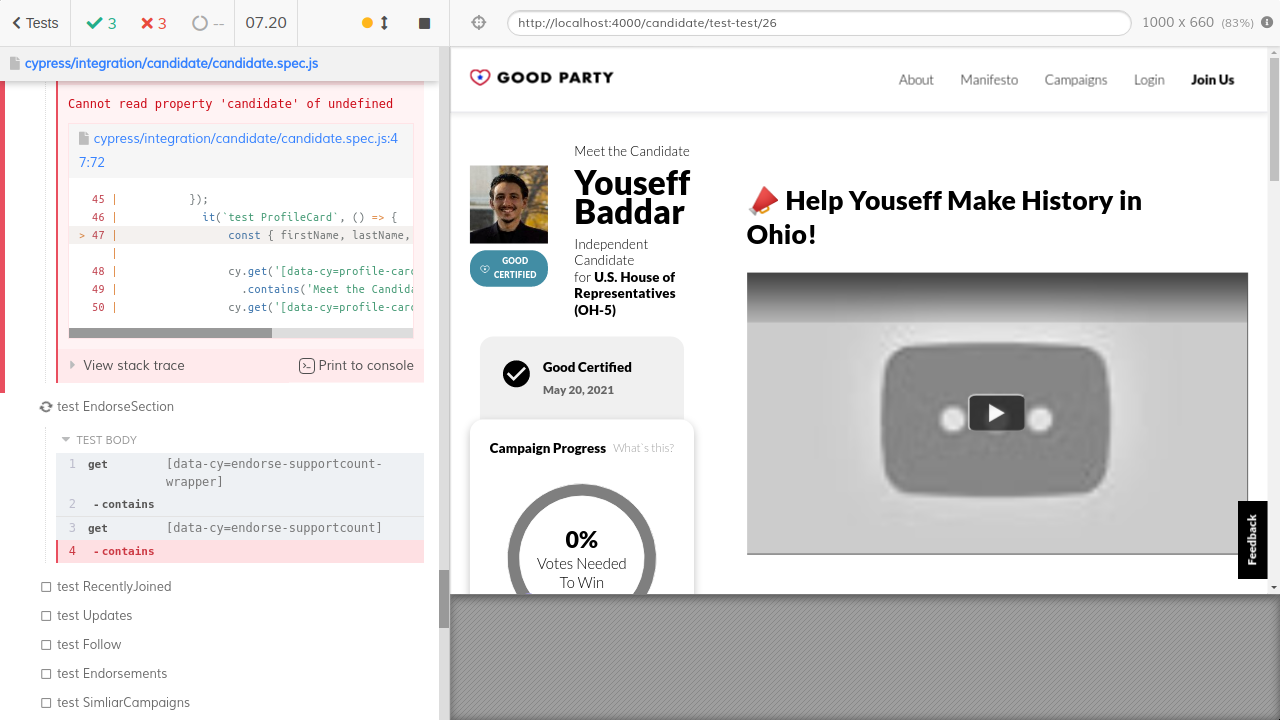 Tests
3
3
--
07.20
http://localhost:4000/candidate/test-test/26
1000 x 660 (83%)
cypress/integration/candidate/candidate.spec.js
Cannot read property 'candidate' of undefined
cypress/integration/candidate/candidate.spec.js:4
7:72
45 | });
46 | it(`test ProfileCard`, () => {
> 47 | const { firstName, lastName,
|
48 | cy.get('[data-cy=profile-card
49 | .contains('Meet the Candida
50 | cy.get('[data-cy=profile-card
View stack trace
Print to console
test EndorseSection
TEST BODY
1 get [data-cy=endorse-supportcount-
wrapper]
2 - contains
3 get [data-cy=endorse-supportcount]
4 - contains
test RecentlyJoined
test Updates
test Follow
test Endorsements
test SimliarCampaigns
GOOD PARTY
About
Manifesto
Campaigns
Login
Join Us
Meet the Candidate
Youseff
Baddar
Independent
Candidate
for U.S. House of
Representatives
(OH-5)
GOOD
CERTIFIED
Good Certified
May 20, 2021
Campaign Progress What's this?
0%
Votes Needed
To Win
Help Youseff Make History in
Ohio!
Feedback